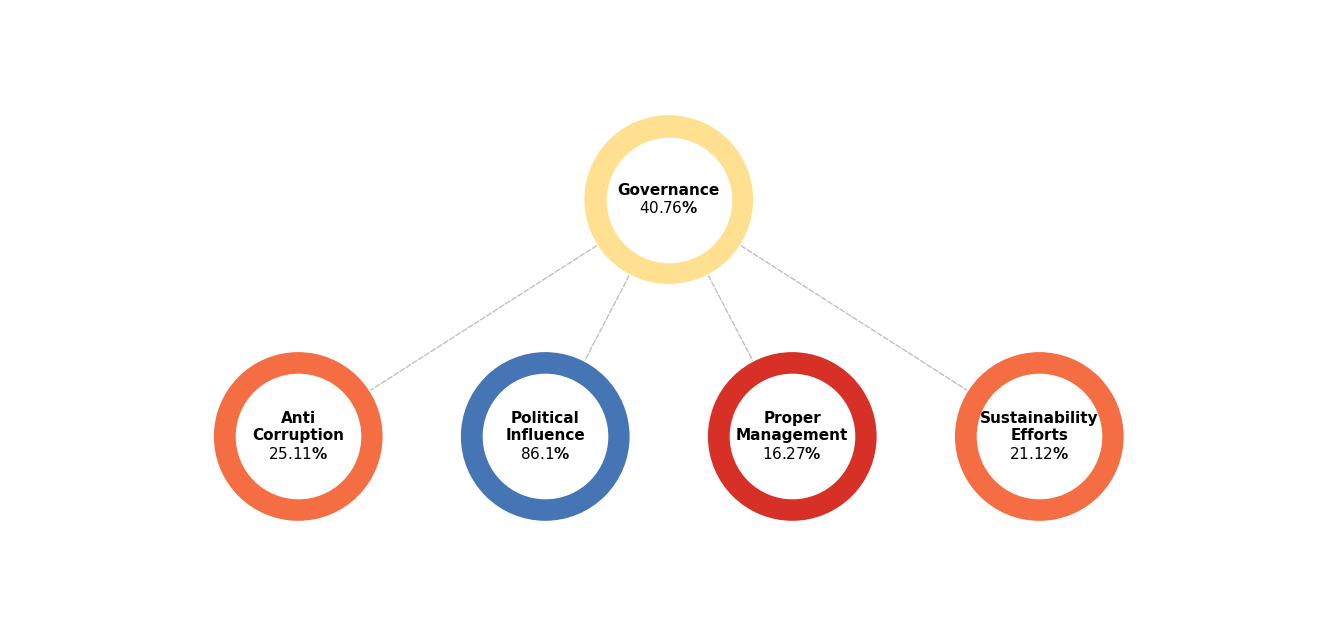 Governance
40.76%
Anti
Corruption
25.11%
Political
Influence
86.1%
Proper
Management
16.27%
Sustainability
Efforts
21.12%